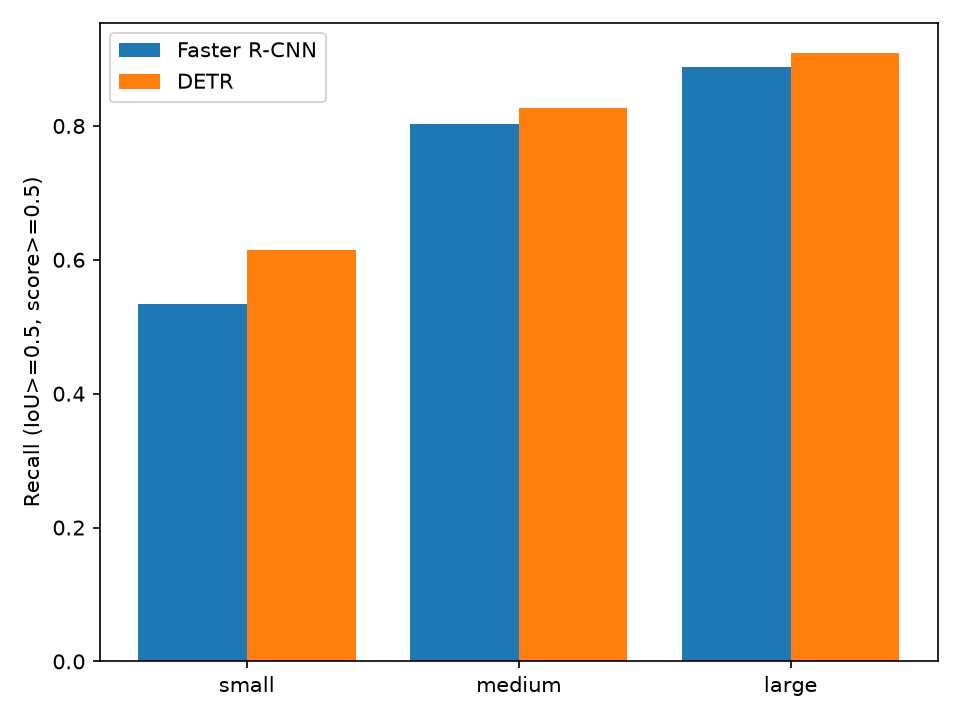 Faster R-CNN
DETR
Recall (IoU>=0.5, score>=0.5)
0.8
0.6
0.4
0.2
0.0
small
medium
large